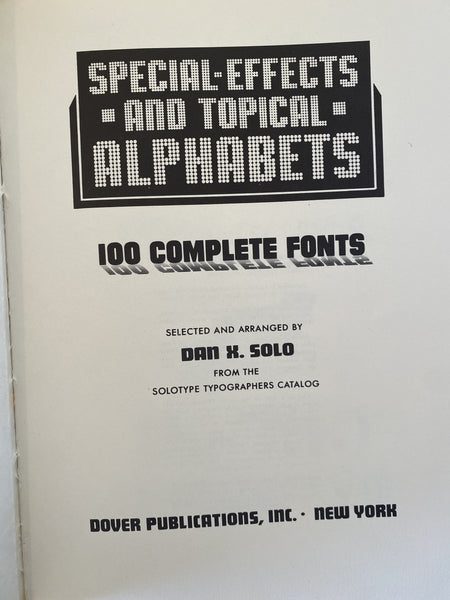 SPECIAL-EFFECTS
▪ AND TOPICAL ▪
ALPHABETS
100 COMPLETE FONTS
SELECTED AND ARRANGED BY
DAN X. SOLO
FROM THE
SOLOTYPE TYPOGRAPHERS CATALOG
DOVER PUBLICATIONS, INC. · NEW YORK